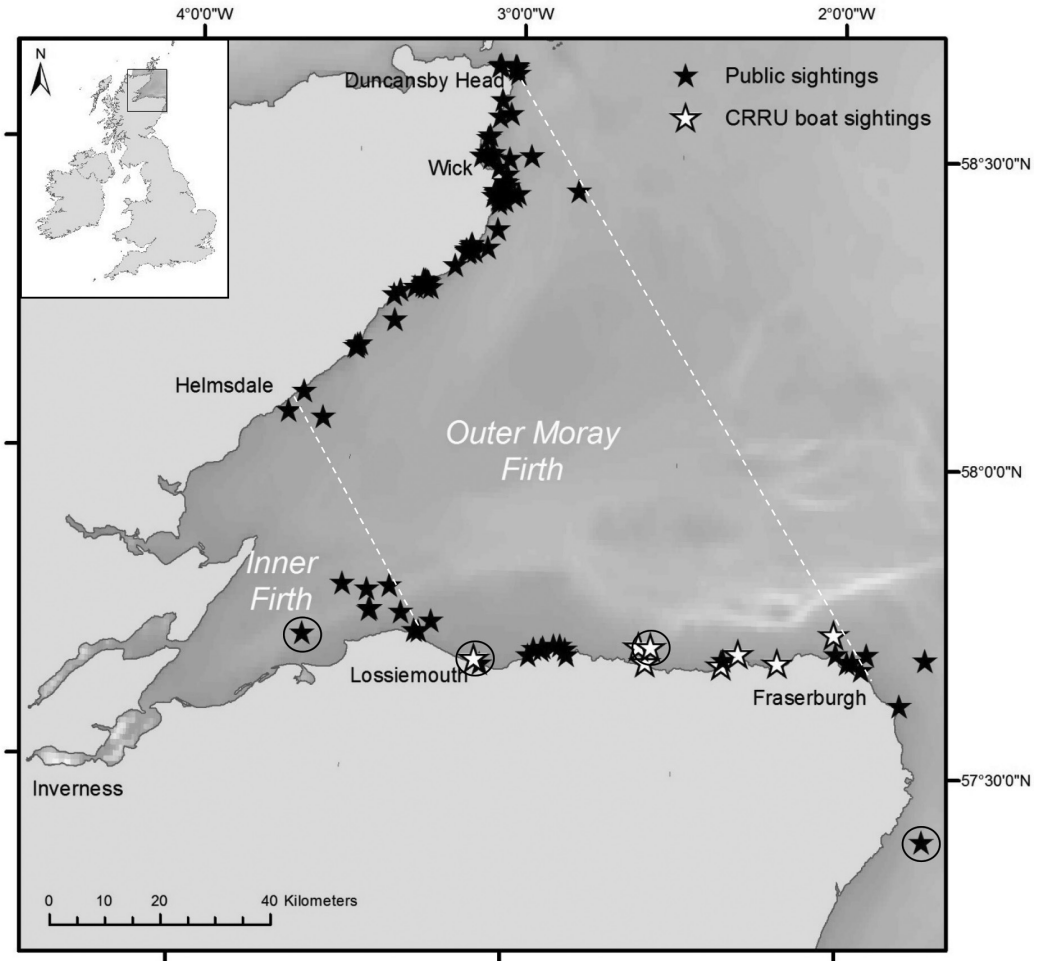 4°0'0"W
3°0'0"W
2°0'0"W
N
Duncansby Head
Public sightings
CRRU boat sightings
Wick
58°30'0"N
Helmsdale
Outer Moray
Firth
58°0'0"N
Inner
Firth
Lossiemouth
Fraserburgh
57°30'0"N
Inverness
0 10 20 40 Kilometers